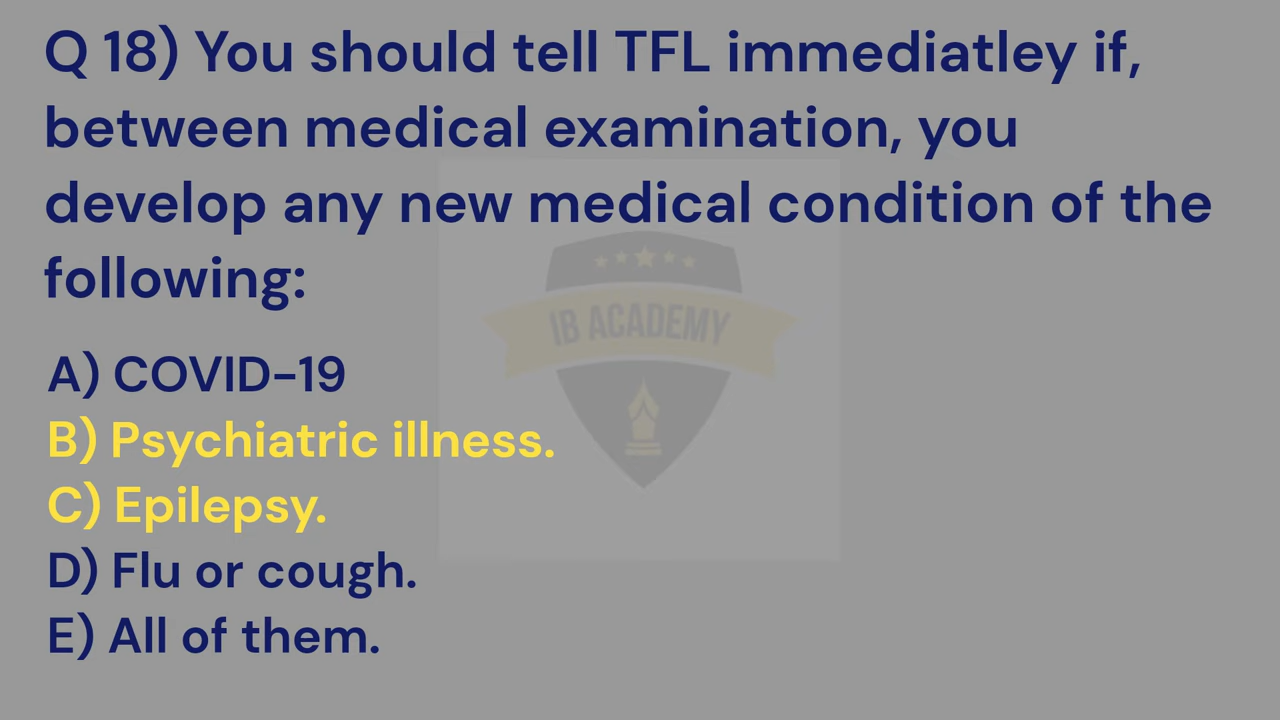 Q 18) You should tell TFL immediatley if,
between medical examination, you
develop any new medical condition of the
following:
IB ACADEMY
A) COVID-19
B) Psychiatric illness.
C) Epilepsy.
D) Flu or cough.
E) All of them.